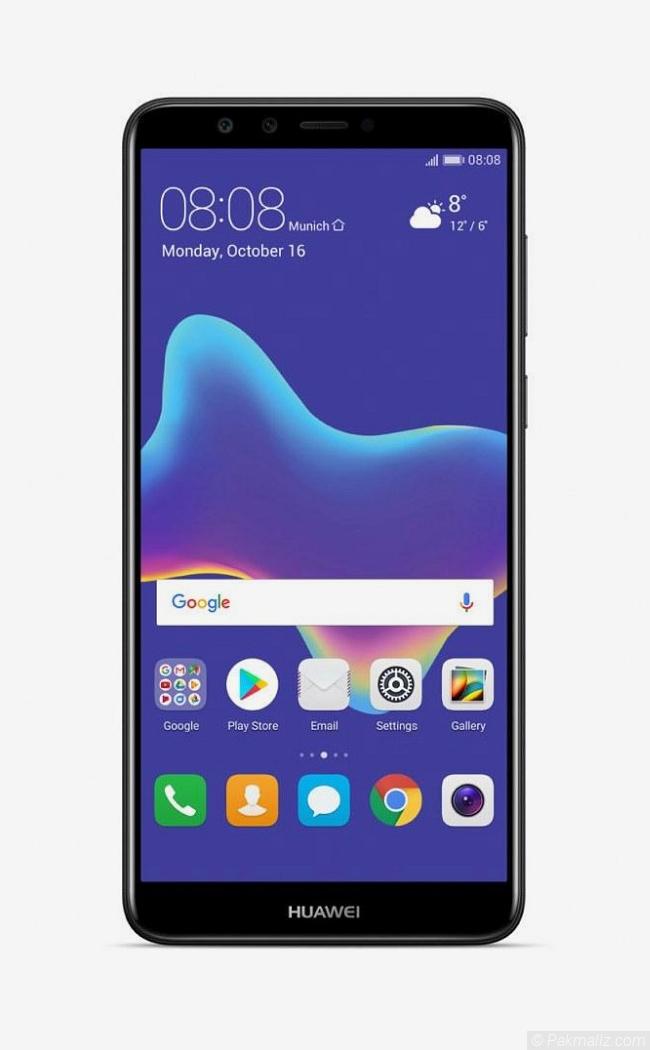 08:08
08:08
Munich
Monday, October 16
8°
12° / 6°
Google
Google
Play Store
Email
Settings
Gallery
HUAWEI
© Pakmallz.com